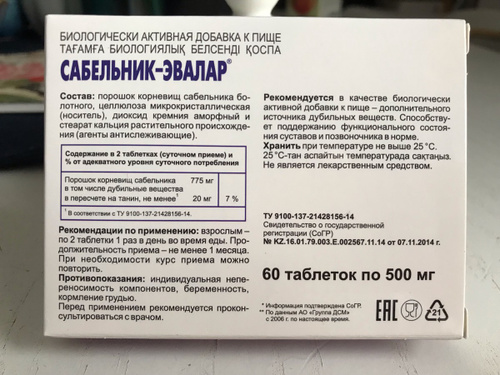 БИОЛОГИЧЕСКИ АКТИВНАЯ ДОБАВКА К ПИЩЕ
ТАҒАМҒА БИОЛОГИЯЛЫҚ БЕЛСЕНДІ ҚОСПА
САБЕЛЬНИК-ЭВАЛАР®
Состав: порошок корневищ сабельника бо-
лотного, целлюлоза микрокристаллическая
(носитель), диоксид кремния аморфный и
стеарат кальция растительного происхожде-
ния (агенты антислеживающие).
Содержание в 2 таблетках (суточном приеме) и
% от адекватного уровня суточного потребления
Порошок корневищ сабельника 775 мг
в том числе дубильные вещества
в пересчете на танин, не менее¹ 20 мг 7 %
¹ В соответствии с ТУ 9100-137-21428156-14
Рекомендации по применению: взрослым –
по 2 таблетки 1 раз в день во время еды. Про-
должительность приема – не менее 1 месяца.
При необходимости курс приема можно
повторить.
Противопоказания: индивидуальная непе-
реносимость компонентов, беременность,
кормление грудью.
Перед применением рекомендуется прокон-
сультироваться с врачом.
Рекомендуется в качестве биологически
активной добавки к пище – дополнительного
источника дубильных веществ. Способству-
ет поддержанию функционального состоя-
ния суставов и позвоночника в норме.
Хранить при температуре не выше 25 °С.
25 °С-тан аспайтын температурада сақтаңыз.
Не является лекарственным средством.
ТУ 9100-137-21428156-14
Свидетельство о государственной
регистрации (СоГР)
№ KZ.16.01.79.003.E.002567.11.14 от 07.11.2014 г.
60 таблеток по 500 мг
* Информация подтверждена СоГР.
** По данным АО «Группа ДСМ»
с 2006 г. по настоящее время.
EAC
21